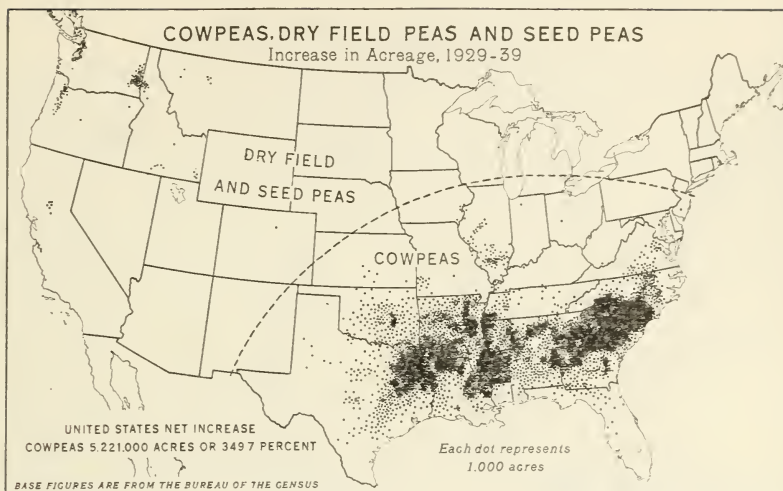 COWPEAS, DRY FIELD PEAS AND SEED PEAS
Increase in Acreage, 1929-39
DRY FIELD
AND SEED PEAS
COWPEAS
UNITED STATES NET INCREASE
COWPEAS 5,221,000 ACRES OR 349.7 PERCENT
Each dot represents
1,000 acres
BASE FIGURES ARE FROM THE BUREAU OF THE CENSUS